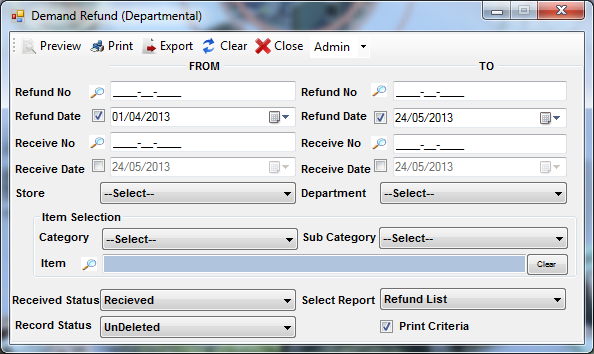 Demand Refund (Departmental)
Preview Print Export Clear Close Admin
FROM TO
Refund No ____-__-____ Refund No ____-__-____
Refund Date 01/04/2013 Refund Date 24/05/2013
Receive No ____-__-____ Receive No ____-__-____
Receive Date 24/05/2013 Receive Date 24/05/2013
Store --Select-- Department --Select--
Item Selection
Category --Select-- Sub Category --Select--
Item Clear
Received Status Recieved Select Report Refund List
Record Status UnDeleted Print Criteria